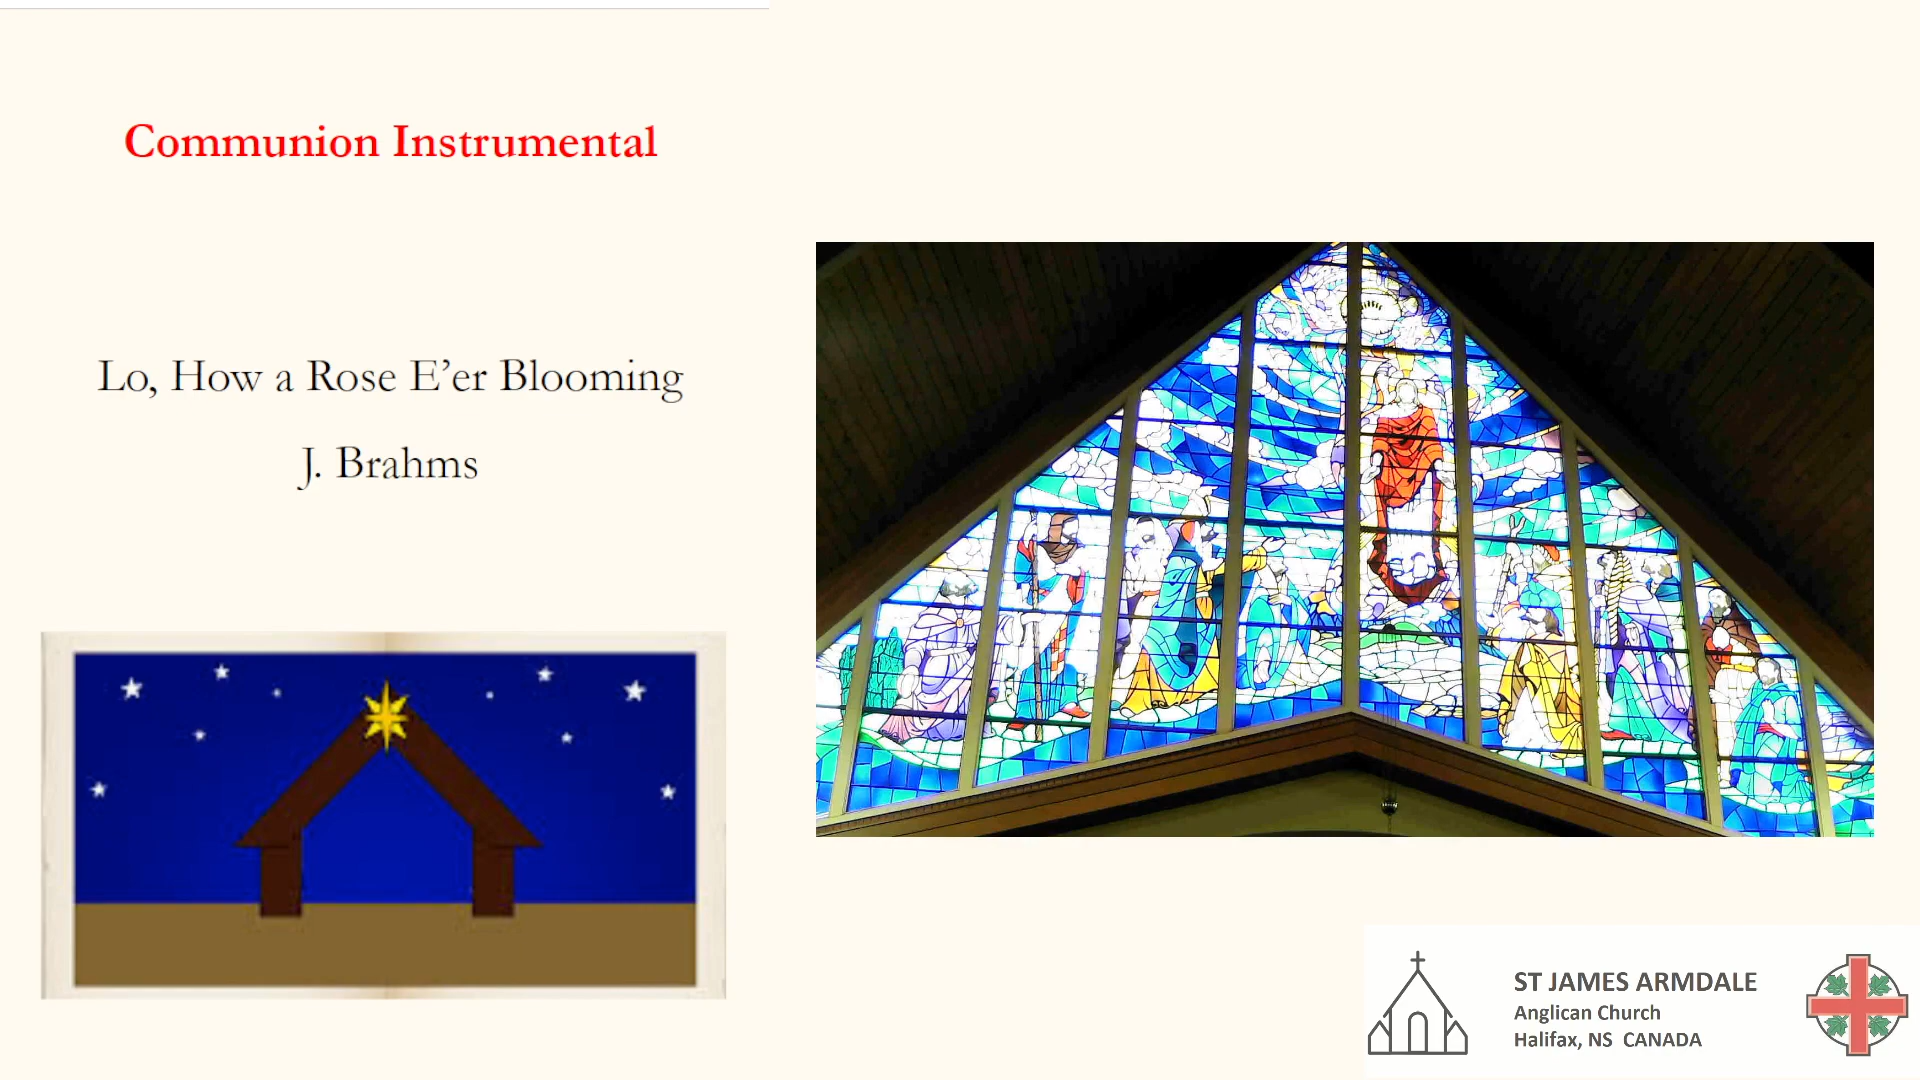 Communion Instrumental
Lo, How a Rose E’er Blooming
J. Brahms
ST JAMES ARMDALE
Anglican Church
Halifax, NS CANADA